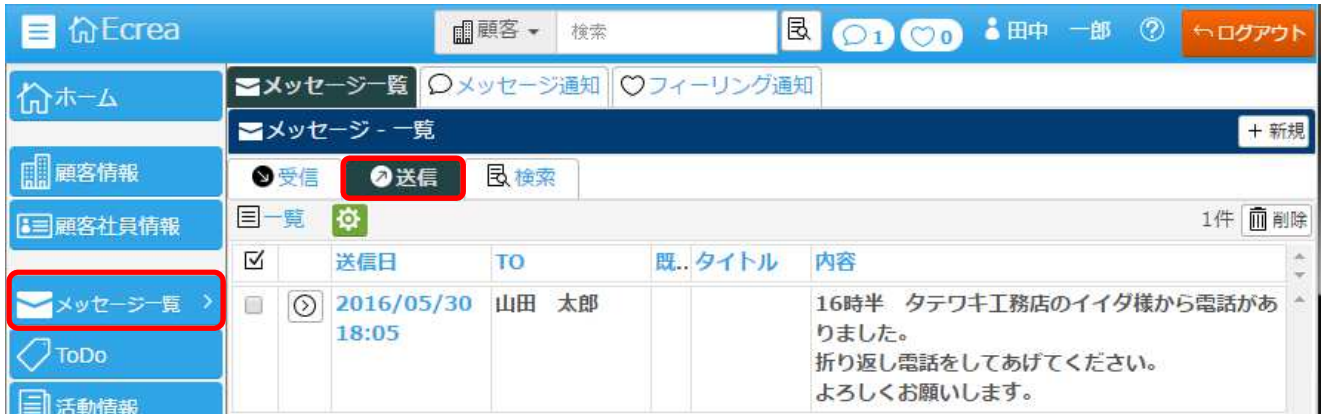 Ecrea 顧客 検索 1 0 田中 一郎 ログアウト
ホーム
顧客情報
顧客社員情報
メッセージ一覧
ToDo
活動情報
メッセージ一覧 メッセージ通知 フィーリング通知
メッセージ - 一覧 + 新規
受信 送信 検索
一覧 1件 削除
送信日 TO 既.. タイトル 内容
2016/05/30 山田 太郎 16時半 タテワキ工務店のイイダ様から電話があ
18:05 りました。
折り返し電話をしてあげてください。
よろしくお願いします。